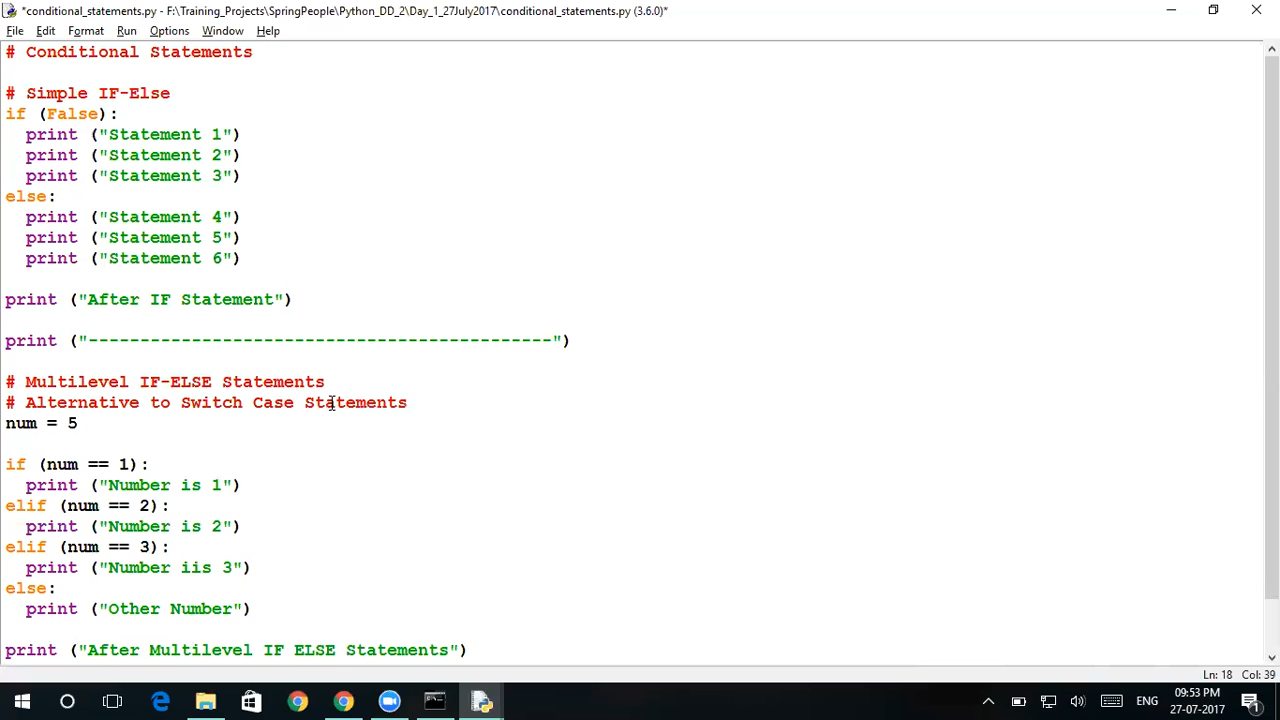 *conditional_statements.py - F:\Training_Projects\SpringPeople\Python_DD_2\Day_1_27July2017\conditional_statements.py (3.6.0)*
File Edit Format Run Options Window Help
# Conditional Statements
# Simple IF-Else
if (False):
  print ("Statement 1")
  print ("Statement 2")
  print ("Statement 3")
else:
  print ("Statement 4")
  print ("Statement 5")
  print ("Statement 6")
print ("After IF Statement")
print ("---------------------------------------------")
# Multilevel IF-ELSE Statements
# Alternative to Switch Case Statements
num = 5
if (num == 1):
  print ("Number is 1")
elif (num == 2):
  print ("Number is 2")
elif (num == 3):
  print ("Number iis 3")
else:
  print ("Other Number")
print ("After Multilevel IF ELSE Statements")
Ln: 18 Col: 39
ENG
09:53 PM
27-07-2017
1